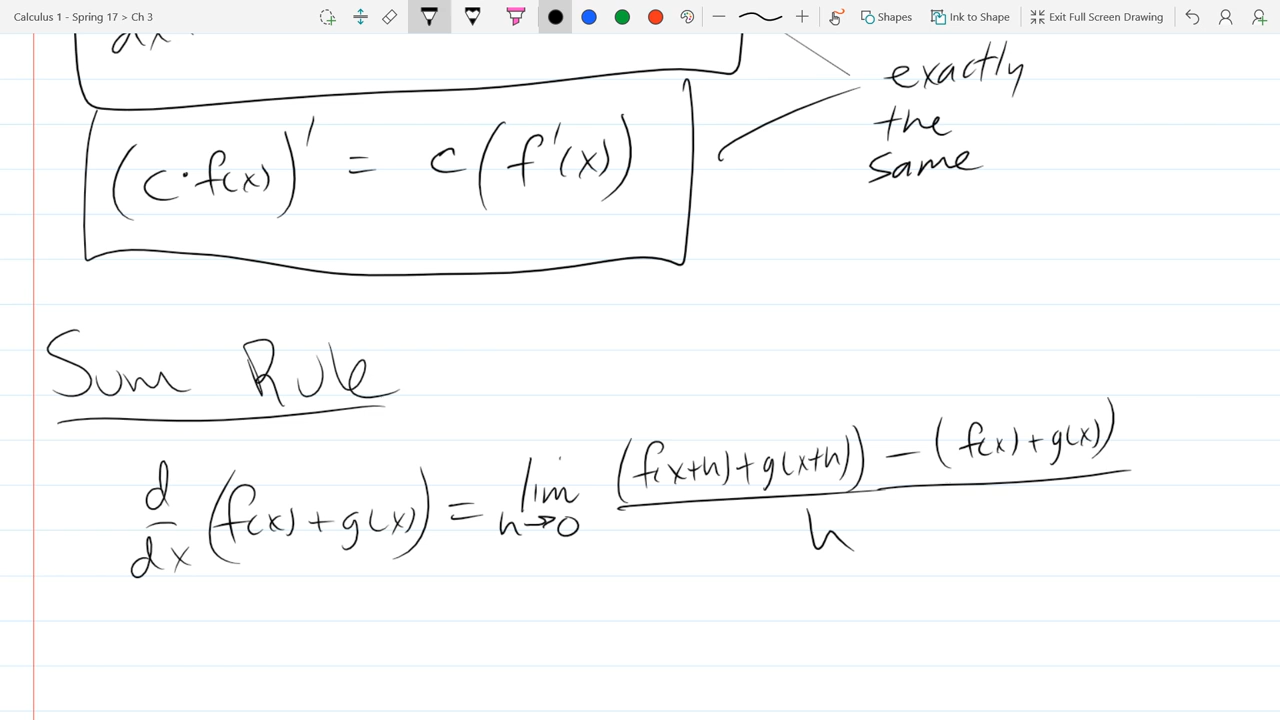 Calculus 1 - Spring 17 > Ch 3
Shapes
Ink to Shape
Exit Full Screen Drawing
dx
exactly
the
same
(c·f(x))' = c(f'(x))
Sum Rule
d/dx (f(x)+g(x)) = lim h→0 ((f(x+h)+g(x+h)) − (f(x)+g(x)))/h